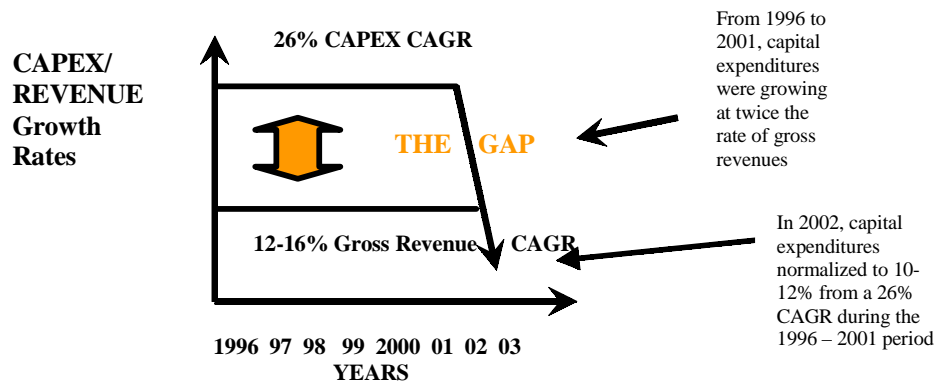 26% CAPEX CAGR
CAPEX/
REVENUE
Growth
Rates
THE GAP
12-16% Gross Revenue CAGR
1996 97 98 99 2000 01 02 03
YEARS
From 1996 to
2001, capital
expenditures
were growing
at twice the
rate of gross
revenues
In 2002, capital
expenditures
normalized to 10-
12% from a 26%
CAGR during the
1996 – 2001 period